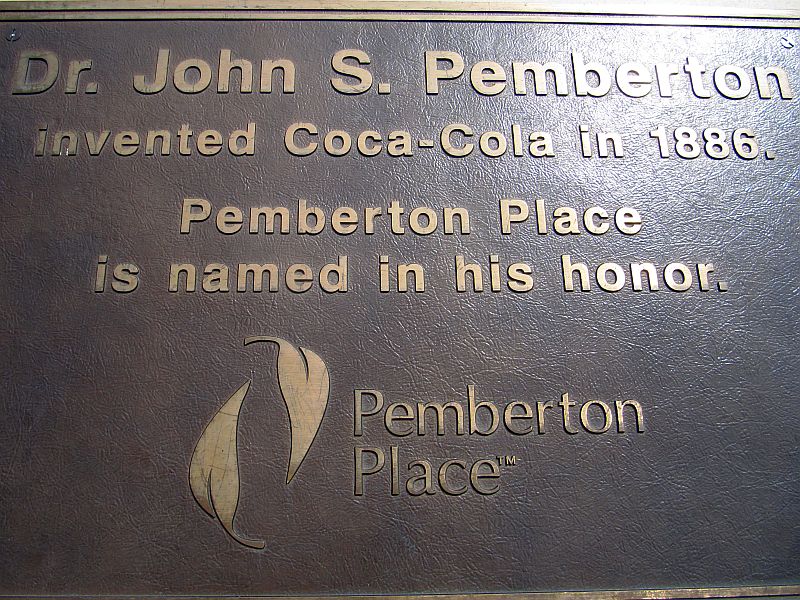 Dr. John S. Pemberton
invented Coca-Cola in 1886.
Pemberton Place
is named in his honor.
Pemberton
Place™